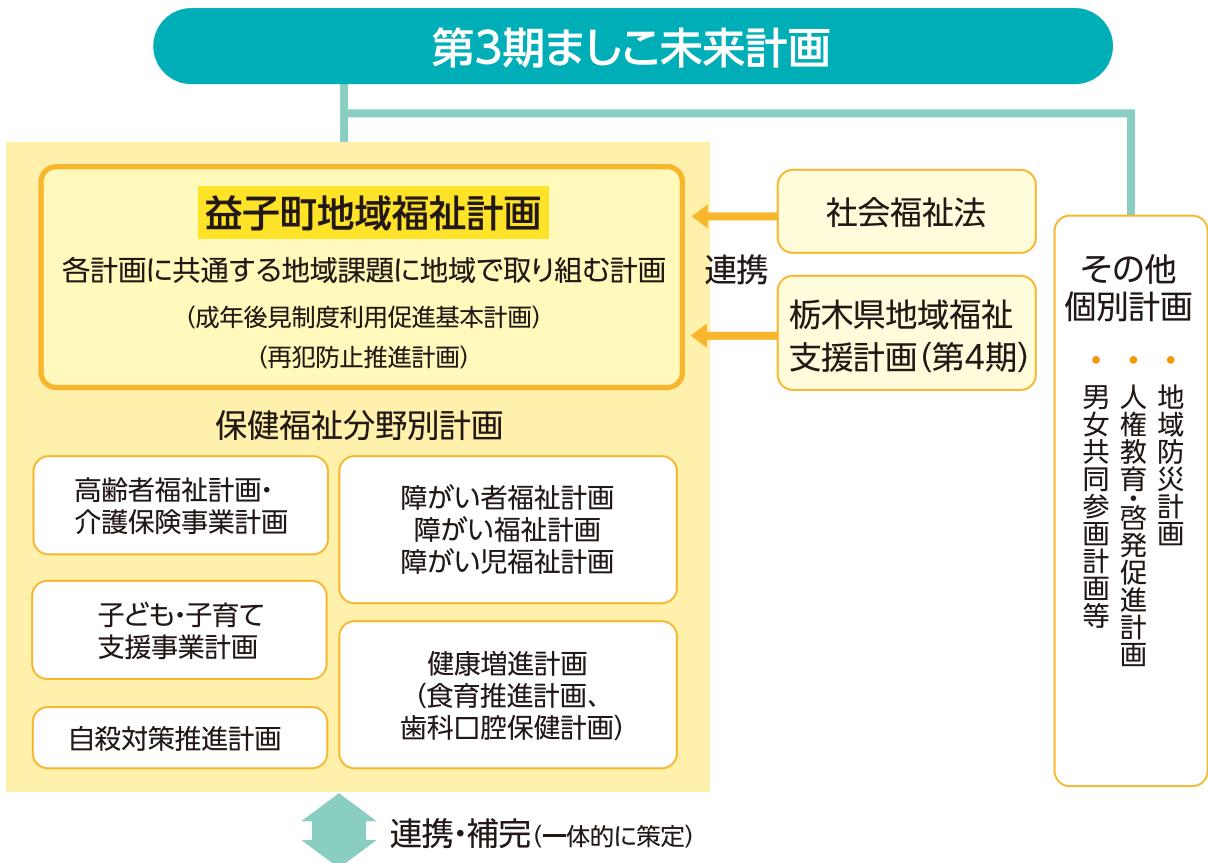 第3期ましこ未来計画
益子町地域福祉計画
各計画に共通する地域課題に地域で取り組む計画
(成年後見制度利用促進基本計画)
(再犯防止推進計画)
連携
社会福祉法
栃木県地域福祉
支援計画(第4期)
保健福祉分野別計画
高齢者福祉計画・
介護保険事業計画
障がい者福祉計画
障がい福祉計画
障がい児福祉計画
子ども・子育て
支援事業計画
健康増進計画
(食育推進計画、
歯科口腔保健計画)
自殺対策推進計画
その他
個別計画
・地域防災計画
・人権教育・啓発促進計画
・男女共同参画計画等
連携・補完(一体的に策定)